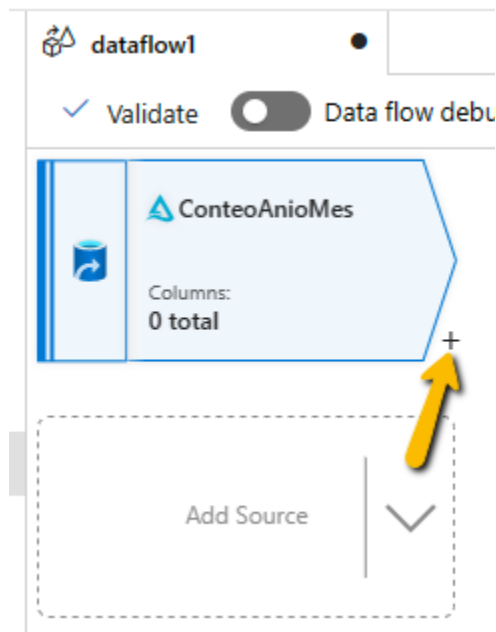 dataflow1
Validate
Data flow debu
ConteoAnioMes
Columns:
0 total
+
Add Source